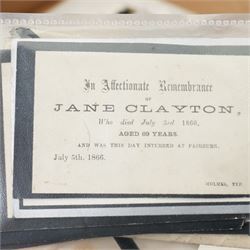 In Affectionate Remembrance
OF
JANE CLAYTON,
Who died July 3rd 1866,
AGED 69 YEARS.
AND WAS THIS DAY INTERRED AT FAIRBURN.
July 5th. 1866.